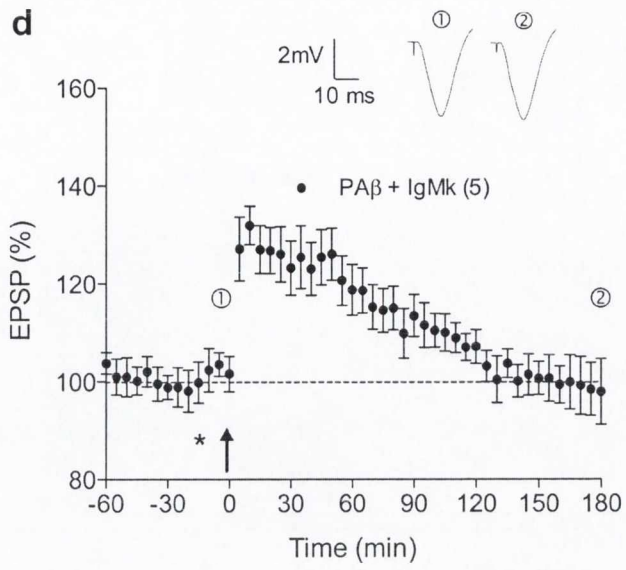 d
① ②
2mV
10 ms
160
140
120
100
80
EPSP (%)
PAβ + IgMk (5)
① ②
*
-60 -30 0 30 60 90 120 150 180
Time (min)